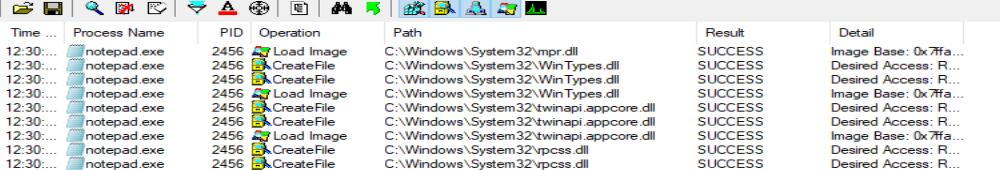 Time ... Process Name PID Operation Path Result Detail
12:30:... notepad.exe 2456 Load Image C:\Windows\System32\mpr.dll SUCCESS Image Base: 0x7ffa...
12:30:... notepad.exe 2456 CreateFile C:\Windows\System32\WinTypes.dll SUCCESS Desired Access: R...
12:30:... notepad.exe 2456 CreateFile C:\Windows\System32\WinTypes.dll SUCCESS Desired Access: R...
12:30:... notepad.exe 2456 Load Image C:\Windows\System32\WinTypes.dll SUCCESS Image Base: 0x7ffa...
12:30:... notepad.exe 2456 CreateFile C:\Windows\System32\twinapi.appcore.dll SUCCESS Desired Access: R...
12:30:... notepad.exe 2456 CreateFile C:\Windows\System32\twinapi.appcore.dll SUCCESS Desired Access: R...
12:30:... notepad.exe 2456 Load Image C:\Windows\System32\twinapi.appcore.dll SUCCESS Image Base: 0x7ffa...
12:30:... notepad.exe 2456 CreateFile C:\Windows\System32\rpcss.dll SUCCESS Desired Access: R...
12:30:... notepad.exe 2456 CreateFile C:\Windows\System32\rpcss.dll SUCCESS Desired Access: R...